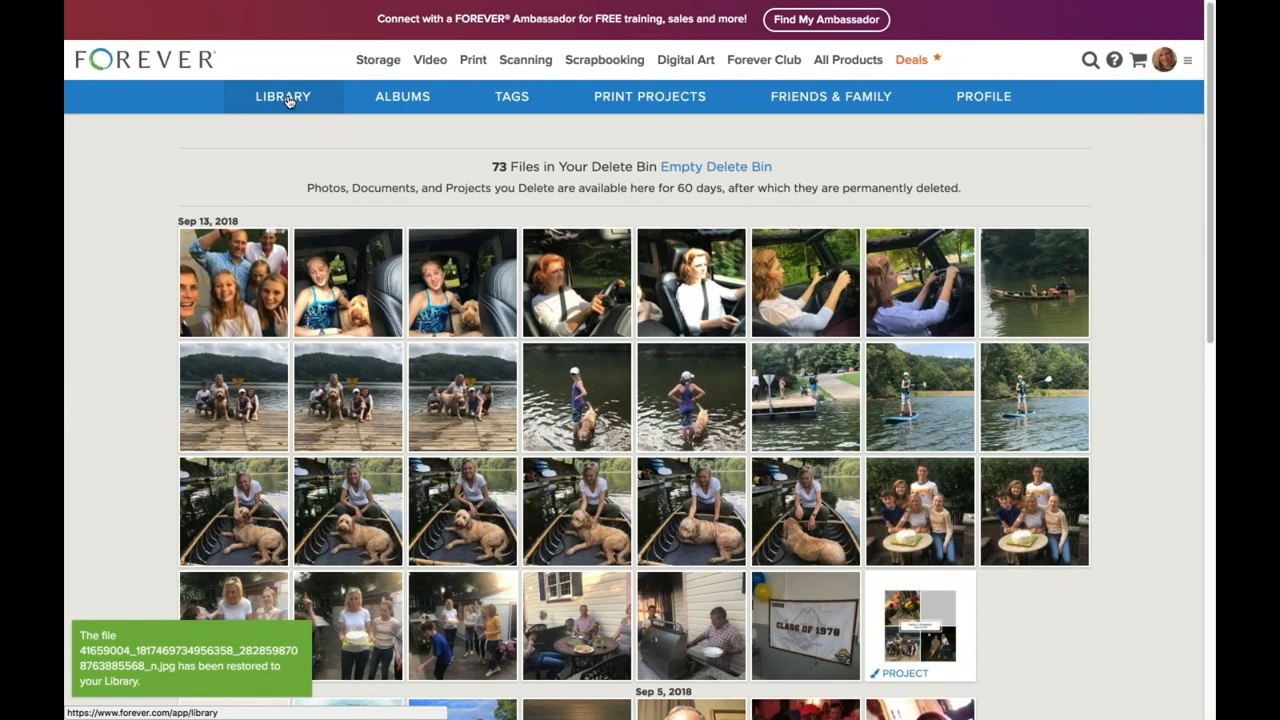 Connect with a FOREVER® Ambassador for FREE training, sales and more! Find My Ambassador
FOREVER®
Storage Video Print Scanning Scrapbooking Digital Art Forever Club All Products Deals
LIBRARY ALBUMS TAGS PRINT PROJECTS FRIENDS & FAMILY PROFILE
73 Files in Your Delete Bin Empty Delete Bin
Photos, Documents, and Projects you Delete are available here for 60 days, after which they are permanently deleted.
Sep 13, 2018
CLASS OF 1978
PROJECT
The file
41659004_1817469734956358_282859870
8763885568_n.jpg has been restored to
your Library.
Sep 5, 2018
https://www.forever.com/app/library